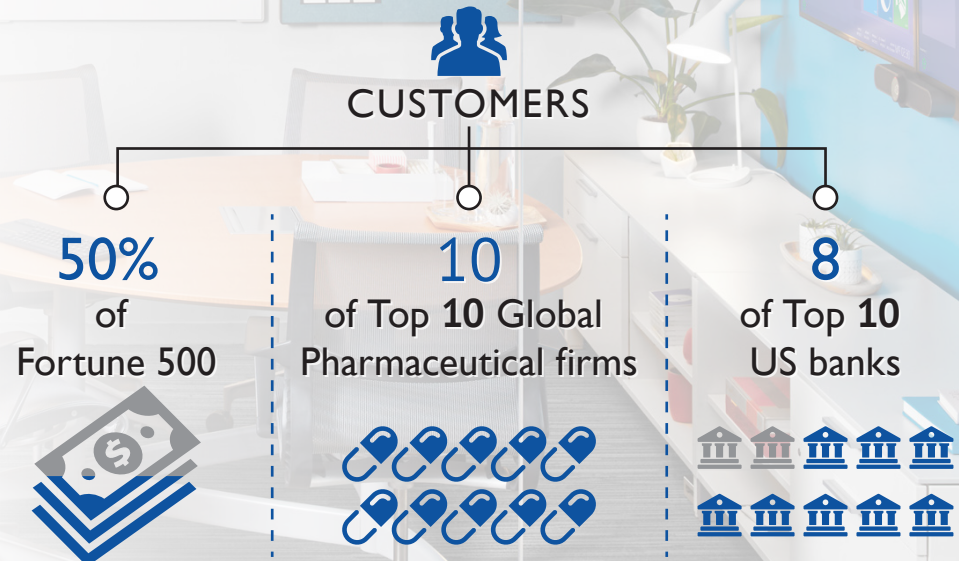 CUSTOMERS
50%
of
Fortune 500
10
of Top 10 Global
Pharmaceutical firms
8
of Top 10
US banks
$